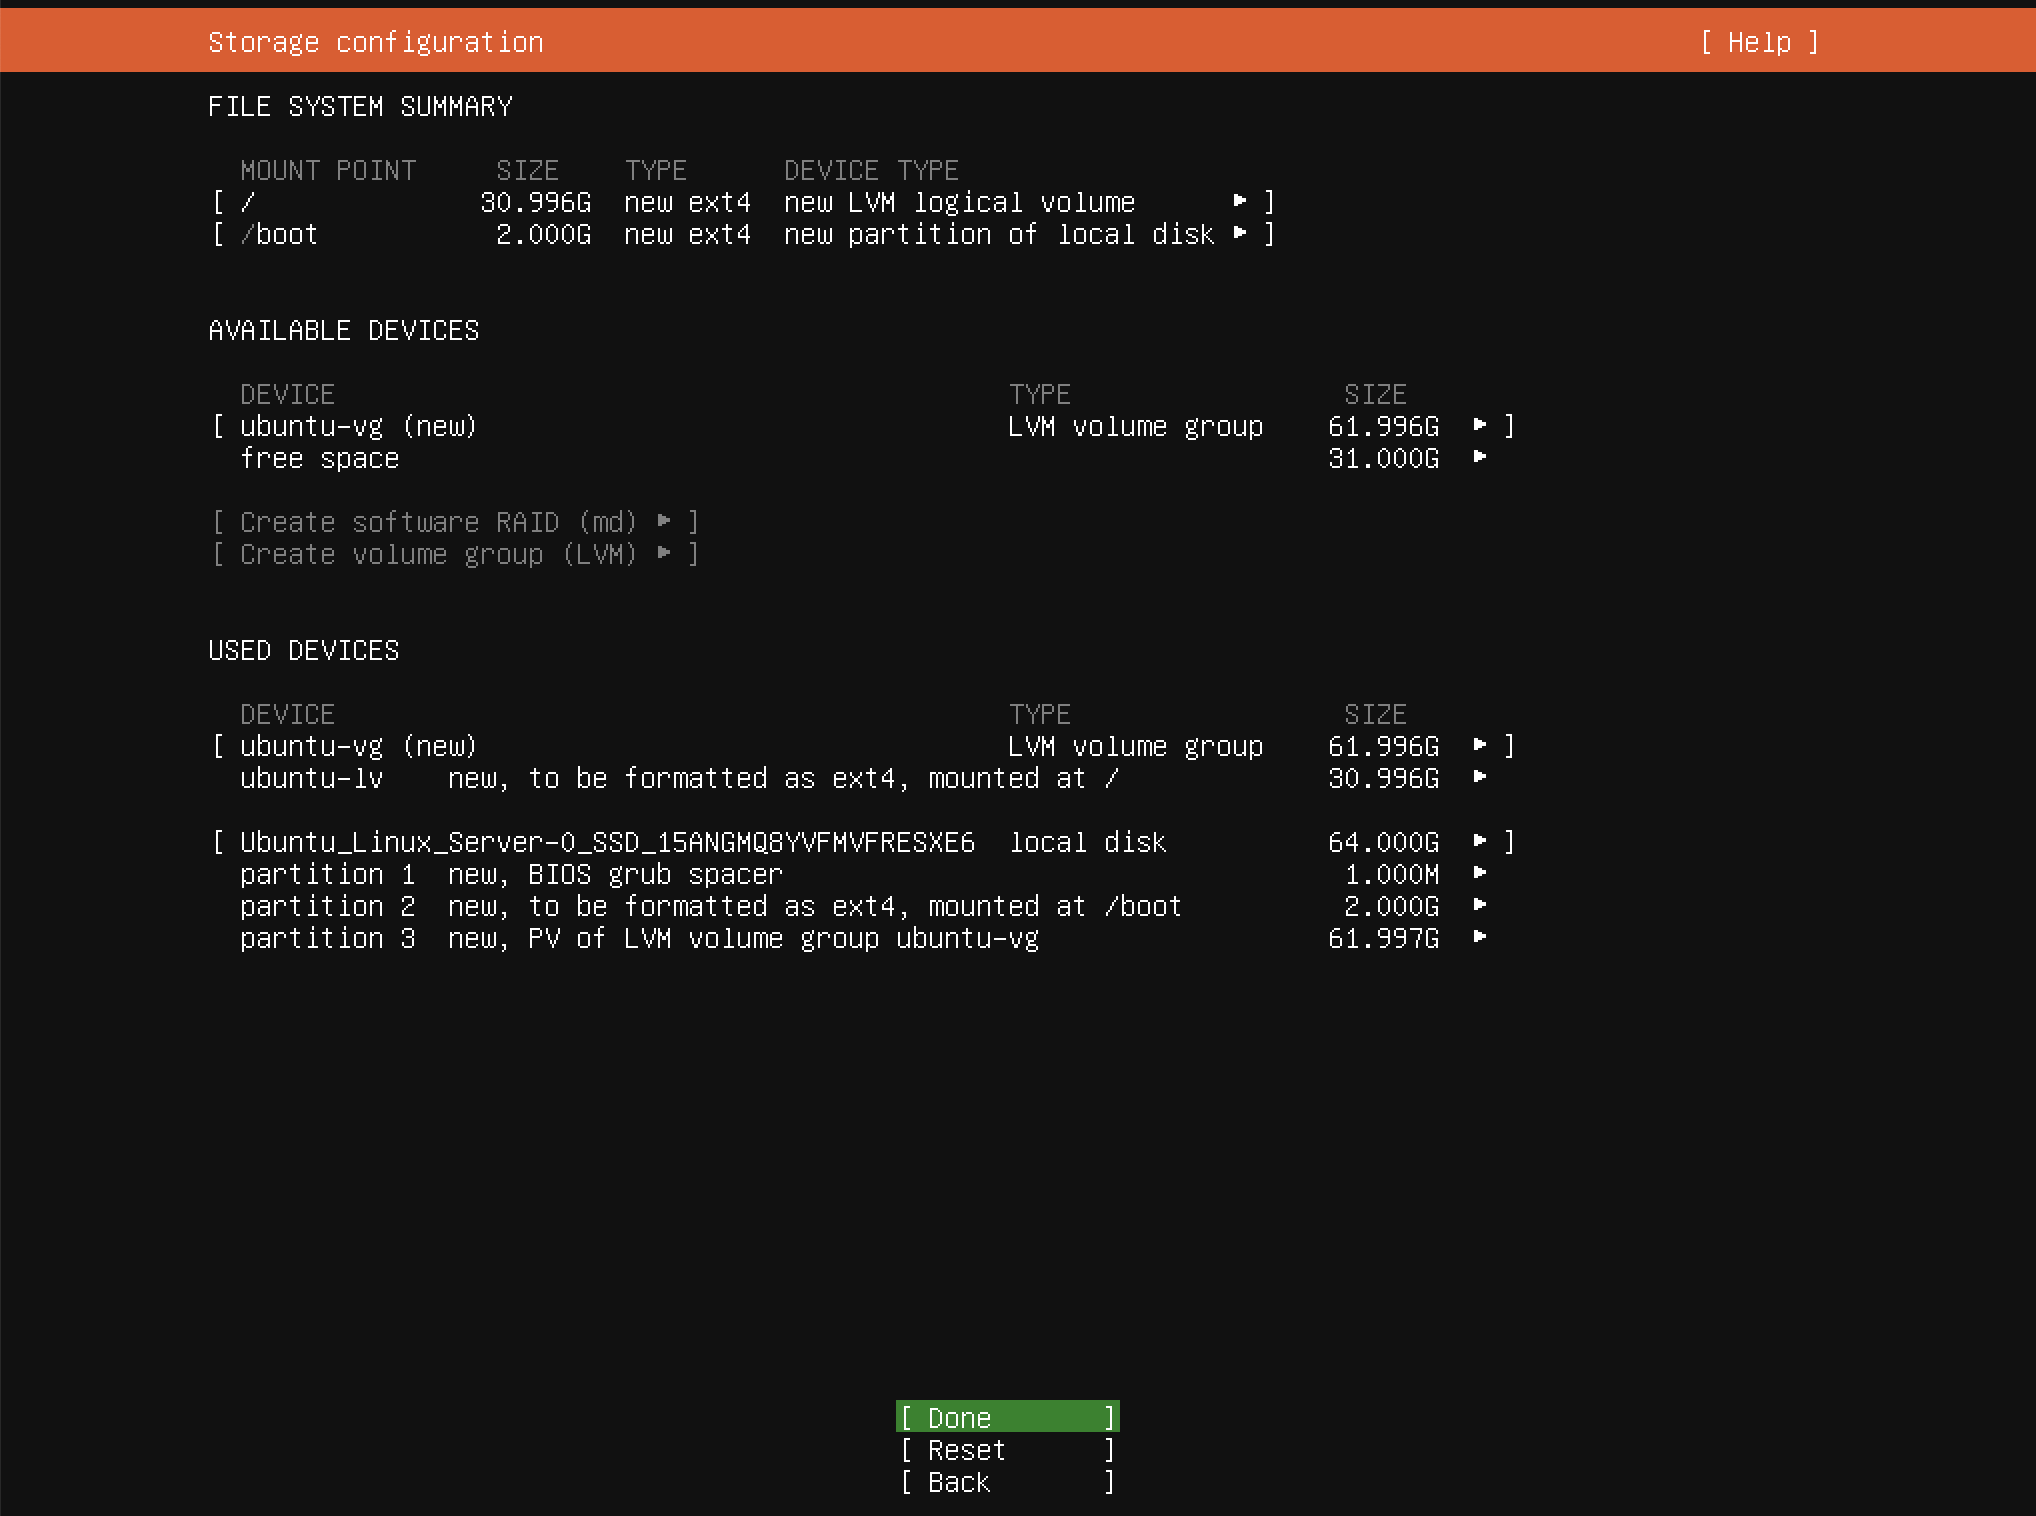 Storage configuration [ Help ]
FILE SYSTEM SUMMARY
MOUNT POINT SIZE TYPE DEVICE TYPE
[ / 30.996G new ext4 new LVM logical volume ▸ ]
[ /boot 2.000G new ext4 new partition of local disk ▸ ]
AVAILABLE DEVICES
DEVICE TYPE SIZE
[ ubuntu-vg (new) LVM volume group 61.996G ▸ ]
free space 31.000G ▸
[ Create software RAID (md) ▸ ]
[ Create volume group (LVM) ▸ ]
USED DEVICES
DEVICE TYPE SIZE
[ ubuntu-vg (new) LVM volume group 61.996G ▸ ]
ubuntu-lv new, to be formatted as ext4, mounted at / 30.996G ▸
[ Ubuntu_Linux_Server-0_SSD_15ANGMQ8YVFMVFRESXE6 local disk 64.000G ▸ ]
partition 1 new, BIOS grub spacer 1.000M ▸
partition 2 new, to be formatted as ext4, mounted at /boot 2.000G ▸
partition 3 new, PV of LVM volume group ubuntu-vg 61.997G ▸
[ Done ]
[ Reset ]
[ Back ]